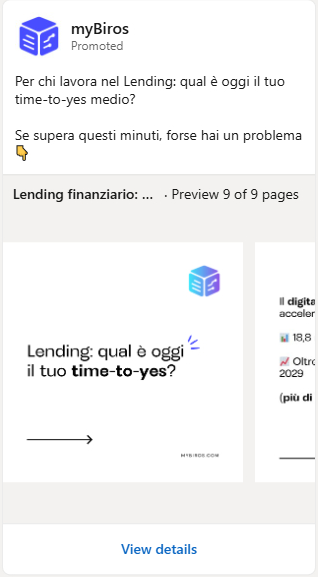 myBiros
Promoted
Per chi lavora nel Lending: qual è oggi il tuo
time-to-yes medio?
Se supera questi minuti, forse hai un problema
👇
Lending finanziario: ... · Preview 9 of 9 pages
Lending: qual è oggi
il tuo time-to-yes?
MYBIROS.COM
Il digita
acceler
📊 18,8
📈 Oltre
2029
(più di
View details